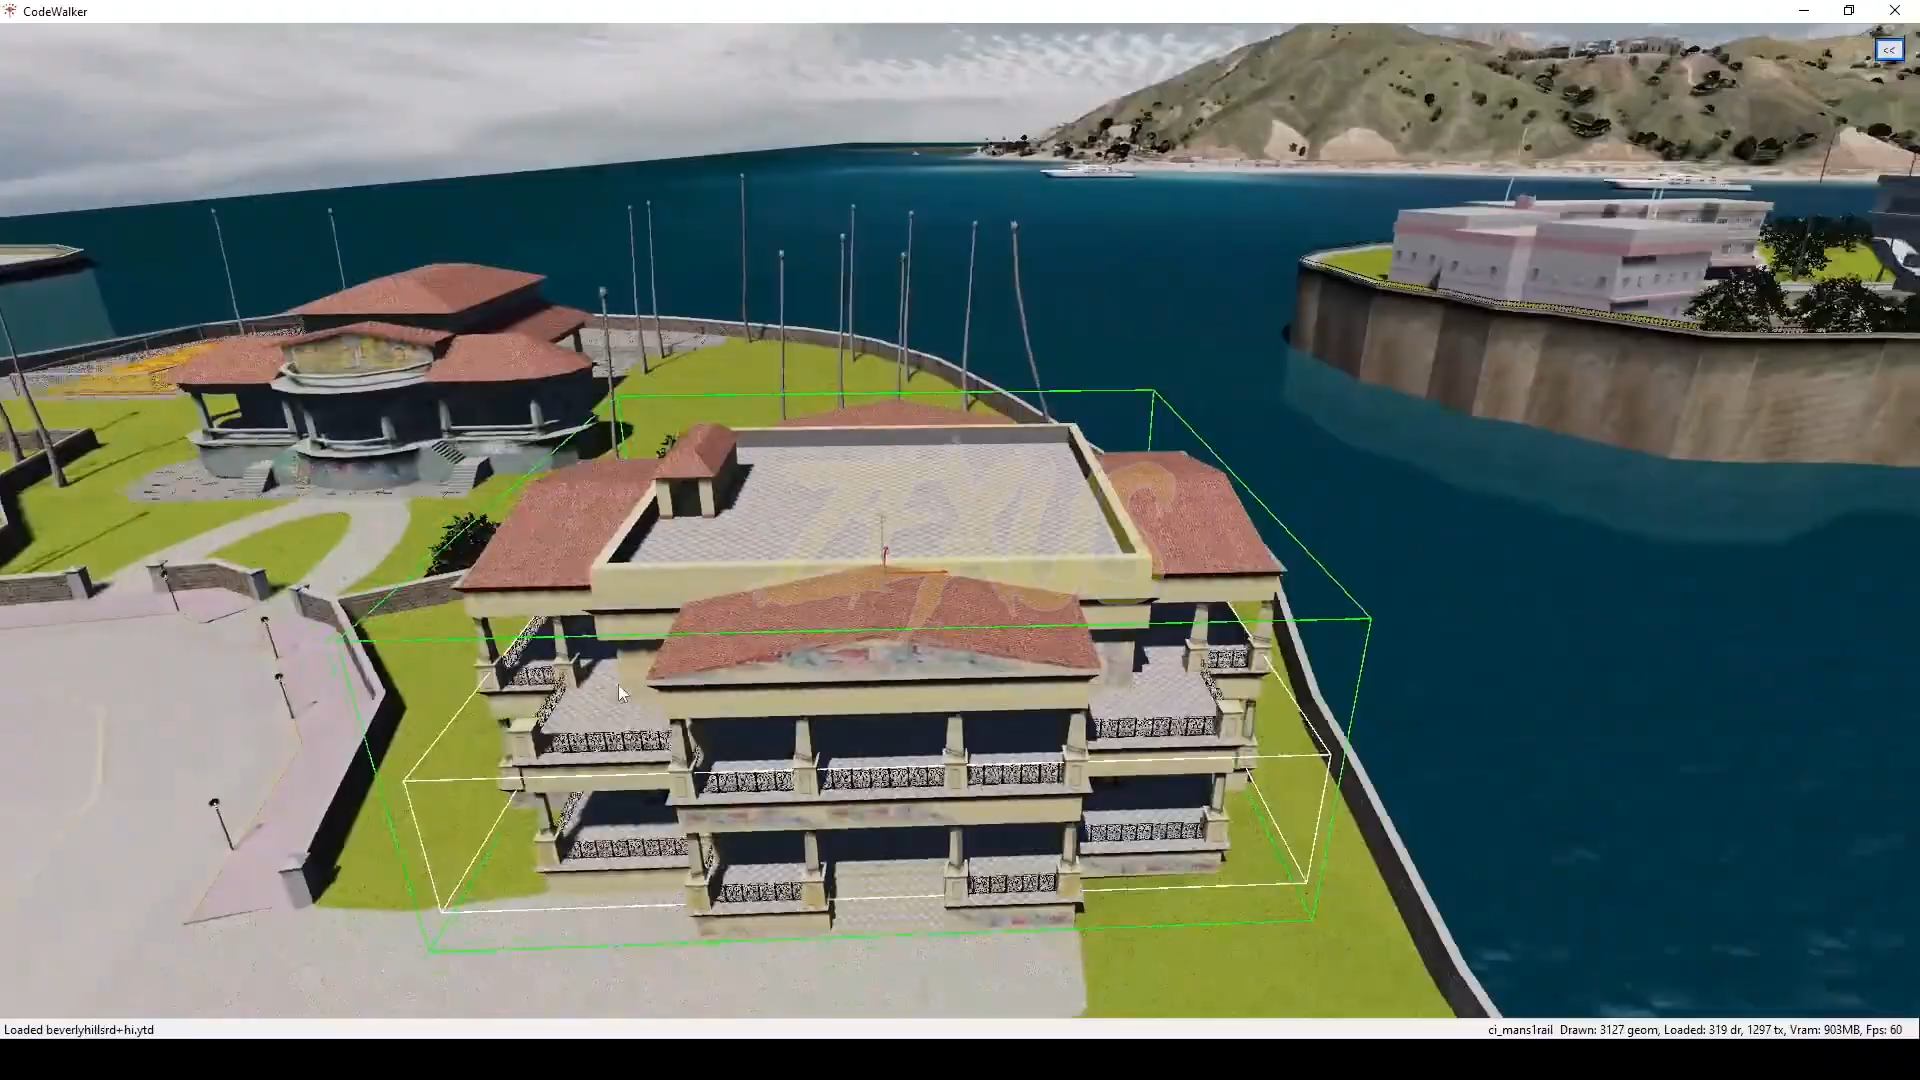 CodeWalker
<<
Loaded beverlyhillsrd+hi.ytd
ci_mans1rail Drawn: 3127 geom, Loaded: 319 dr, 1297 tx, Vram: 903MB, Fps: 60